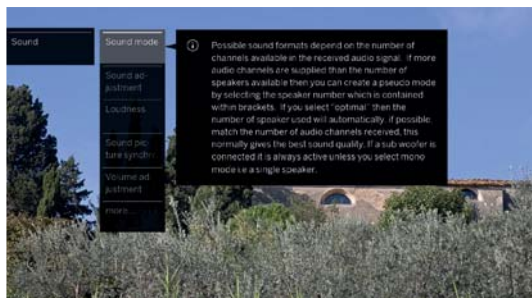 Sound
Sound mode
Sound ad-
justment
Loudness
Sound pic-
ture synchro.
Volume ad
justment
more...
Possible sound formats depend on the number of
channels available in the received audio signal. If more
audio channels are supplied than the number of
speakers available then you can create a pseudo mode
by selecting the speaker number which is contained
within brackets. If you select "optimal" then the
number of speaker used will automatically, if possible,
match the number of audio channels received, this
normally gives the best sound quality. If a sub woofer is
connected it is always active unless you select mono
mode i.e a single speaker.